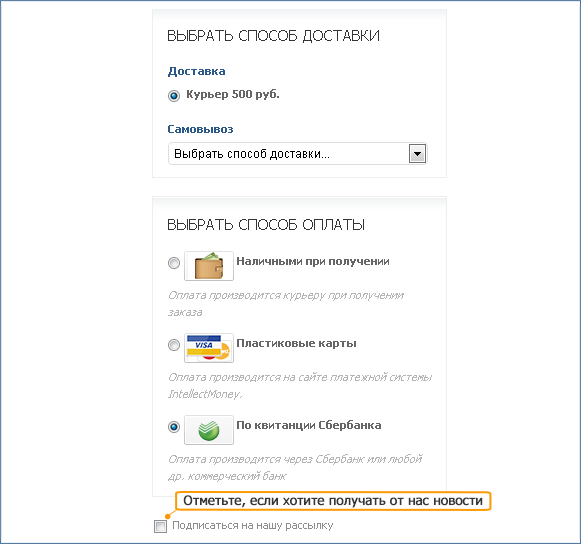 ВЫБРАТЬ СПОСОБ ДОСТАВКИ
Доставка
Курьер 500 руб.
Самовывоз
Выбрать способ доставки...
ВЫБРАТЬ СПОСОБ ОПЛАТЫ
Наличными при получении
Оплата производится курьеру при получении
заказа
VISA
Пластиковые карты
Оплата производится на сайте платежной системы
IntellectMoney.
По квитанции Сбербанка
Оплата производится через Сбербанк или любой
др. коммерческий банк
Отметьте, если хотите получать от нас новости
Подписаться на нашу рассылку